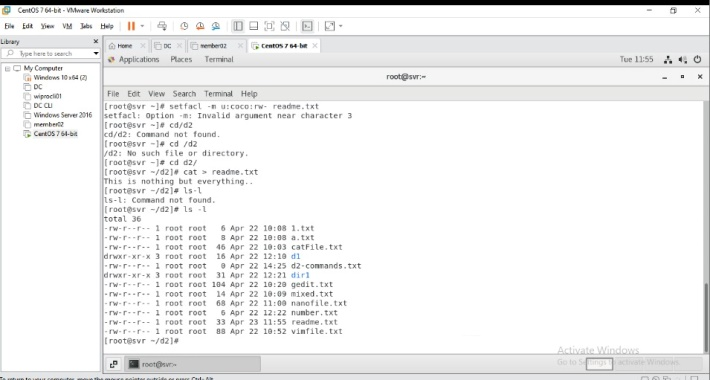 CentOS 7 64-bit - VMware Workstation
File Edit View VM Tabs Help
Library
Type here to search
My Computer
Windows 10 x64 (2)
DC
wiprocli01
DC CLI
Windows Server 2016
member02
CentOS 7 64-bit
Home DC member02 CentOS 7 64-bit
Applications Places Terminal Tue 11:55
root@svr:~
File Edit View Search Terminal Help
[root@svr ~]# setfacl -m u:coco:rw- readme.txt
setfacl: Option -m: Invalid argument near character 3
[root@svr ~]# cd/d2
cd/d2: Command not found.
[root@svr ~]# cd /d2
/d2: No such file or directory.
[root@svr ~]# cd d2/
[root@svr ~/d2]# cat > readme.txt
This is nothing but everything..
[root@svr ~/d2]# ls-l
ls-l: Command not found.
[root@svr ~/d2]# ls -l
total 36
-rw-r--r-- 1 root root 6 Apr 22 10:08 1.txt
-rw-r--r-- 1 root root 8 Apr 22 10:08 a.txt
-rw-r--r-- 1 root root 46 Apr 22 10:03 catFile.txt
drwxr-xr-x 3 root root 16 Apr 22 12:10 d1
-rw-r--r-- 1 root root 0 Apr 22 14:25 d2-commands.txt
drwxr-xr-x 3 root root 31 Apr 22 12:21 dir1
-rw-r--r-- 1 root root 104 Apr 22 10:20 gedit.txt
-rw-r--r-- 1 root root 14 Apr 22 10:09 mixed.txt
-rw-r--r-- 1 root root 68 Apr 22 11:00 nanofile.txt
-rw-r--r-- 1 root root 6 Apr 22 12:22 number.txt
-rw-r--r-- 1 root root 33 Apr 23 11:55 readme.txt
-rw-r--r-- 1 root root 88 Apr 22 10:52 vimfile.txt
[root@svr ~/d2]#
Activate Windows
Go to Settings to activate Windows.
root@svr:~
To return to your computer, move the mouse pointer outside or press Ctrl+Alt.